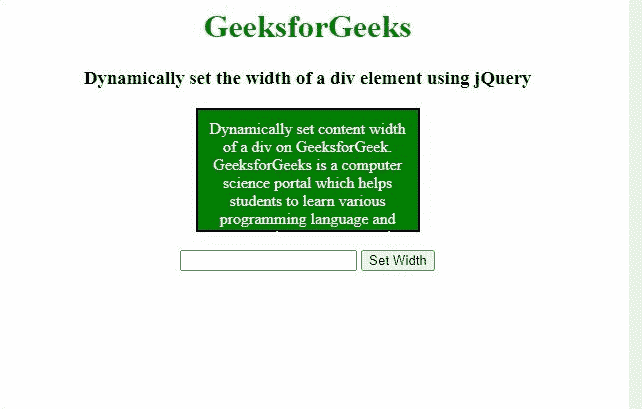 GeeksforGeeks
Dynamically set the width of a div element using jQuery
Dynamically set content width
of a div on GeeksforGeek.
GeeksforGeeks is a computer
science portal which helps
students to learn various
programming language and
Set Width